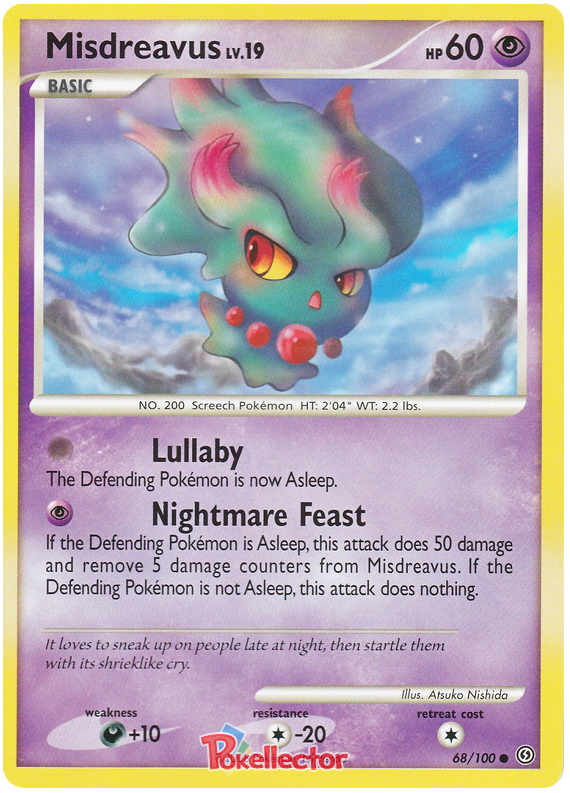 Misdreavus LV.19 HP 60
BASIC
NO. 200 Screech Pokémon HT: 2'04" WT: 2.2 lbs.
Lullaby
The Defending Pokémon is now Asleep.
Nightmare Feast
If the Defending Pokémon is Asleep, this attack does 50 damage
and remove 5 damage counters from Misdreavus. If the
Defending Pokémon is not Asleep, this attack does nothing.
It loves to sneak up on people late at night, then startle them
with its shrieklike cry.
Illus. Atsuko Nishida
weakness resistance retreat cost
+10 -20
Pokellector
68/100